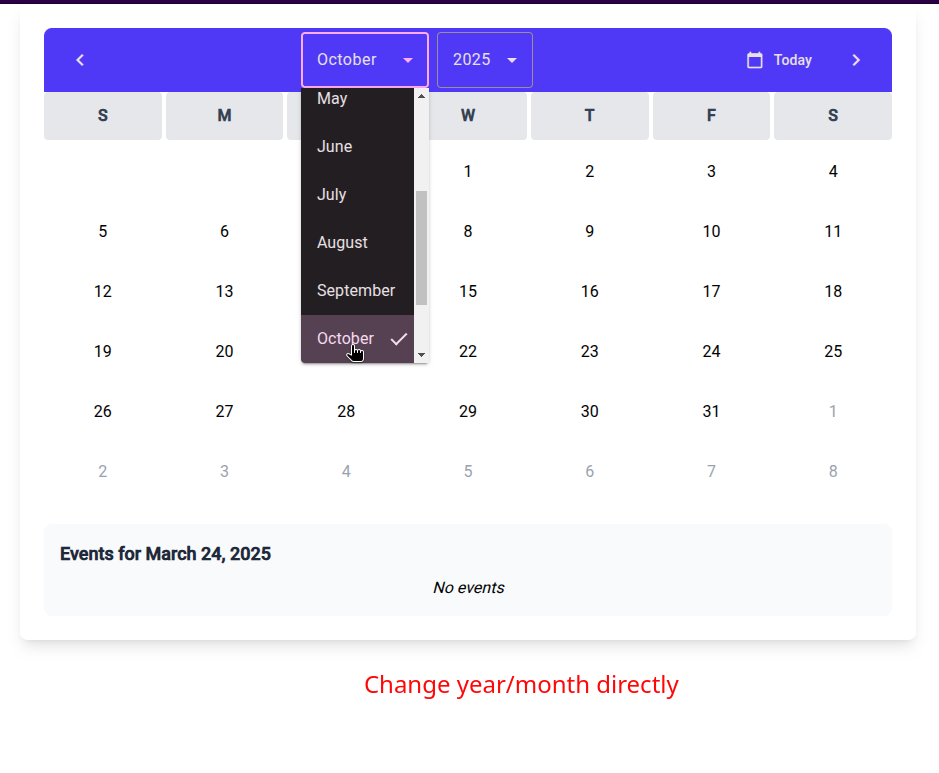 October 2025 Today
S M W T F S
May
June
July
August
September
October
1 2 3 4
5 6 8 9 10 11
12 13 15 16 17 18
19 20 22 23 24 25
26 27 28 29 30 31 1
2 3 4 5 6 7 8
Events for March 24, 2025
No events
Change year/month directly